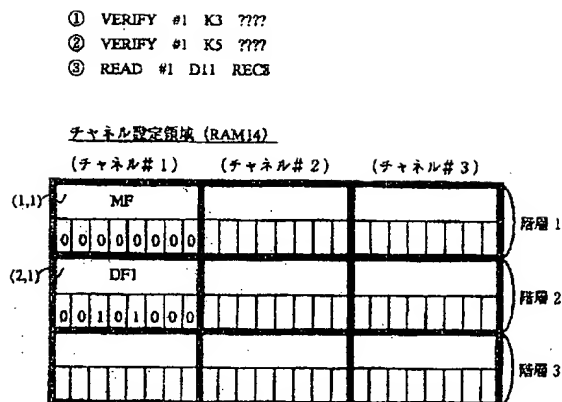 ① VERIFY #1 K3 ????
② VERIFY #1 K5 ????
③ READ #1 D11 REC8
チャネル設定領域 (RAM14)
(チャネル#1) (チャネル#2) (チャネル#3)
(1,1) MF
0 0 0 0 0 0 0 0 階層1
(2,1) DF1
0 0 1 0 1 0 0 0 階層2
階層3